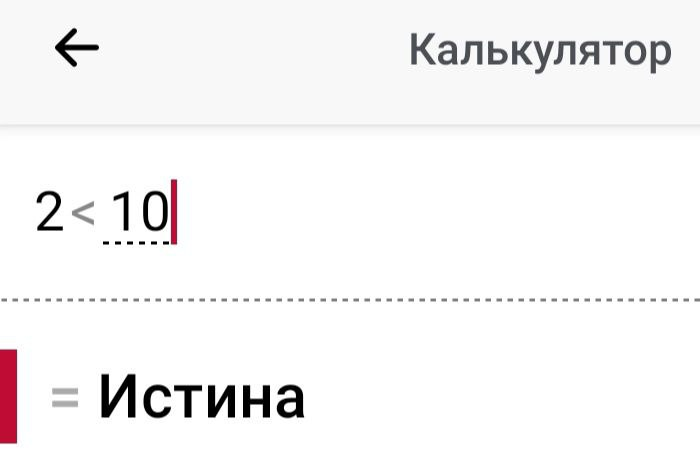 Калькулятор
2 < 10
= Истина